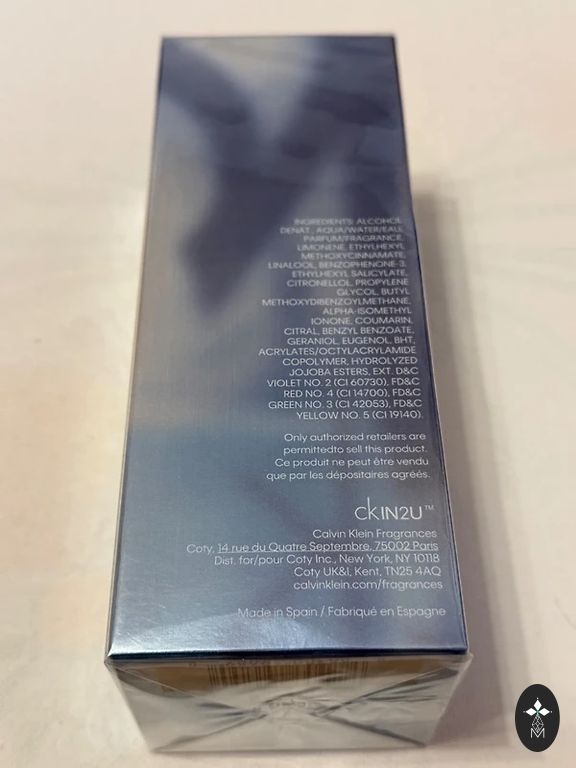 INGREDIENTS: ALCOHOL
DENAT., AQUA/WATER/EAU,
PARFUM/FRAGRANCE,
LIMONENE, ETHYLHEXYL
METHOXYCINNAMATE,
LINALOOL, BENZOPHENONE-3,
ETHYLHEXYL SALICYLATE,
CITRONELLOL, PROPYLENE
GLYCOL, BUTYL
METHOXYDIBENZOYLMETHANE,
ALPHA-ISOMETHYL
IONONE, COUMARIN,
CITRAL, BENZYL BENZOATE,
GERANIOL, EUGENOL, BHT,
ACRYLATES/OCTYLACRYLAMIDE
COPOLYMER, HYDROLYZED
JOJOBA ESTERS, EXT. D&C
VIOLET NO. 2 (CI 60730), FD&C
RED NO. 4 (CI 14700), FD&C
GREEN NO. 3 (CI 42053), FD&C
YELLOW NO. 5 (CI 19140).
Only authorized retailers are
permittedto sell this product.
Ce produit ne peut être vendu
que par les dépositaires agréés.
ckIN2U™
Calvin Klein Fragrances
Coty, 14 rue du Quatre Septembre, 75002 Paris
Dist. for/pour Coty Inc., New York, NY 10118
Coty UK&I, Kent, TN25 4AQ
calvinklein.com/fragrances
Made in Spain / Fabriqué en Espagne
M